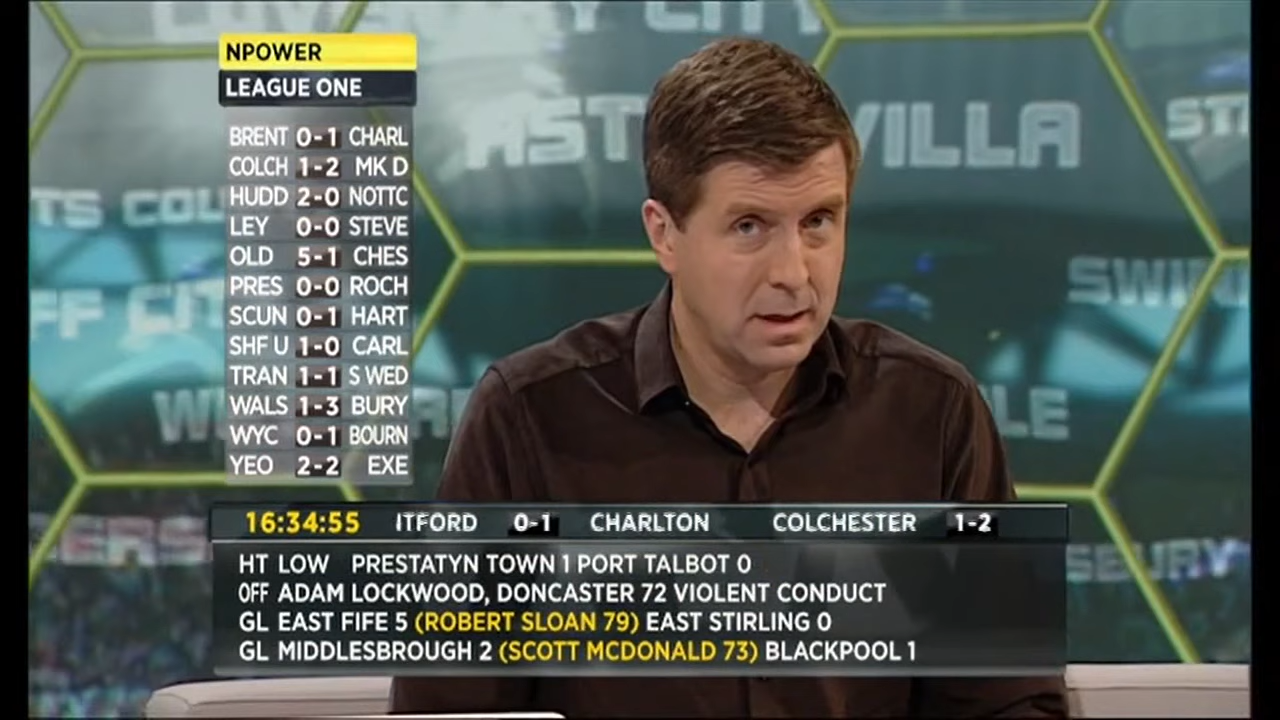 COVENTRY CITY
NPOWER
LEAGUE ONE
ASTON VILLA
BRENT 0-1 CHARL
COLCH 1-2 MK D
HUDD 2-0 NOTTC
LEY 0-0 STEVE
OLD 5-1 CHES
PRES 0-0 ROCH
SCUN 0-1 HART
SHF U 1-0 CARL
TRAN 1-1 S WED
WALS 1-3 BURY
WYC 0-1 BOURN
YEO 2-2 EXE
16:34:55 ITFORD 0-1 CHARLTON COLCHESTER 1-2
HT LOW PRESTATYN TOWN 1 PORT TALBOT 0
OFF ADAM LOCKWOOD, DONCASTER 72 VIOLENT CONDUCT
GL EAST FIFE 5 (ROBERT SLOAN 79) EAST STIRLING 0
GL MIDDLESBROUGH 2 (SCOTT MCDONALD 73) BLACKPOOL 1